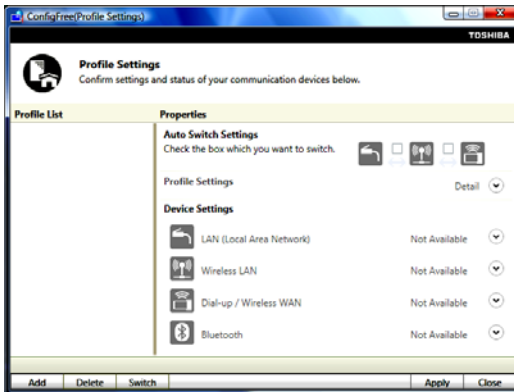 ConfigFree(Profile Settings)
TOSHIBA
Profile Settings
Confirm settings and status of your communication devices below.
Profile List
Properties
Auto Switch Settings
Check the box which you want to switch.
Profile Settings
Detail
Device Settings
LAN (Local Area Network)
Not Available
Wireless LAN
Not Available
Dial-up / Wireless WAN
Not Available
Bluetooth
Not Available
Add
Delete
Switch
Apply
Close